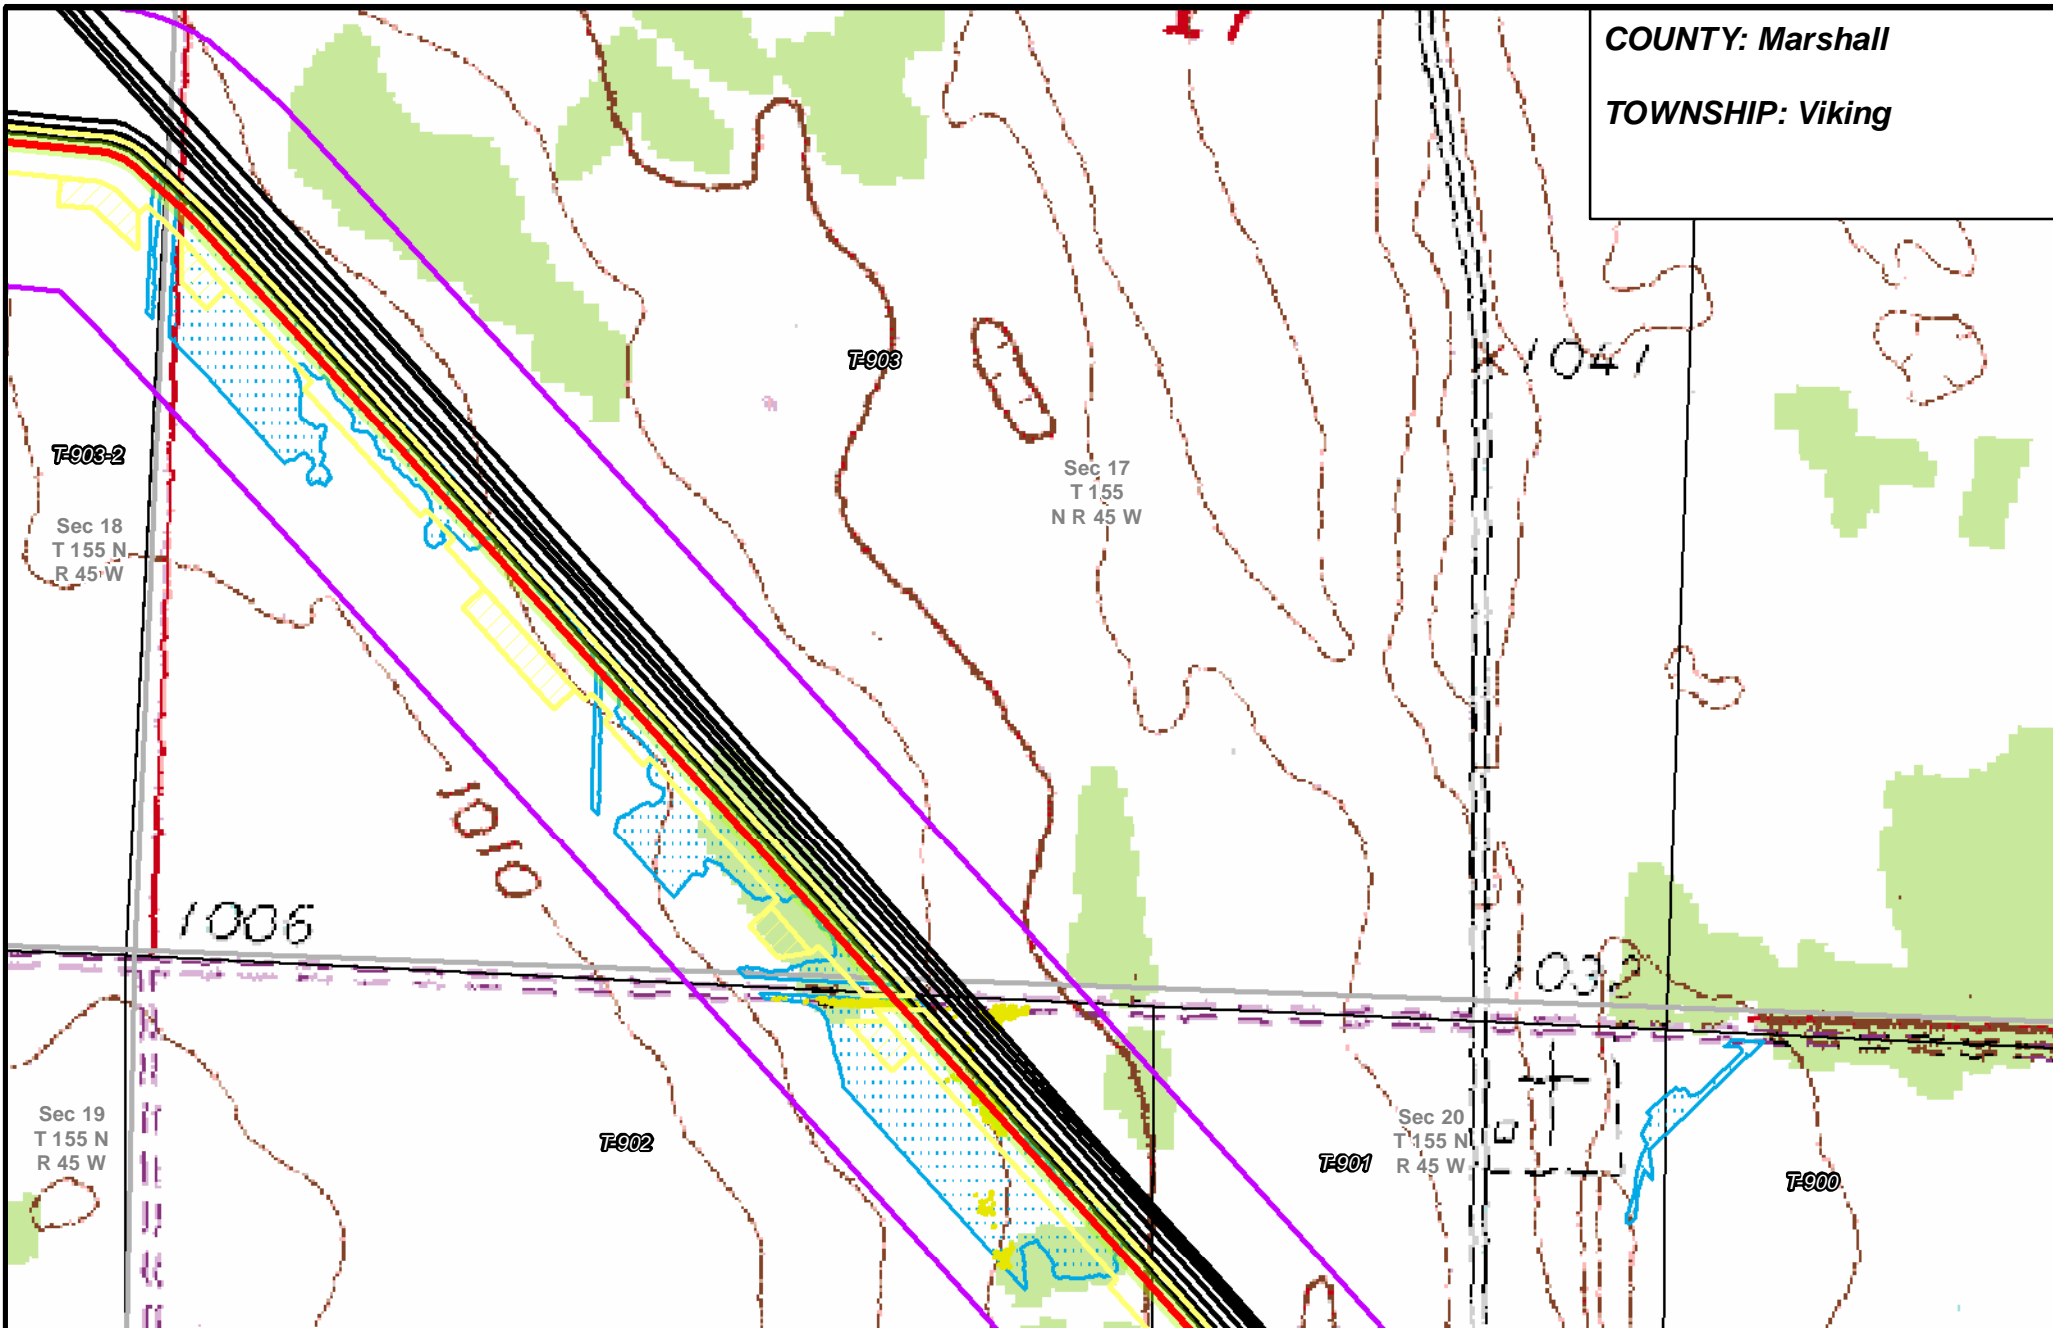 17
COUNTY: Marshall
TOWNSHIP: Viking
T-903
1041
T-903-2
Sec 17
T 155
N R 45 W
Sec 18
T 155 N
R 45 W
1010
1006
1032
Sec 19
T 155 N
R 45 W
T-902
T-901
Sec 20
T 155 N
R 45 W
T-900